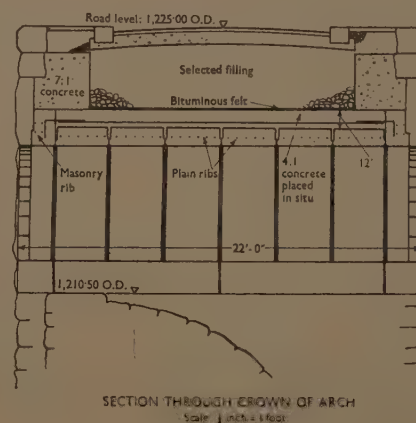 Road level: 1,225·00 O.D.
7:1
concrete
Selected filling
Bituminous felt
Masonry
rib
Plain ribs
4.1
concrete
placed
in situ
12"
22'-0"
1,210·50 O.D.
SECTION THROUGH CROWN OF ARCH
Scale